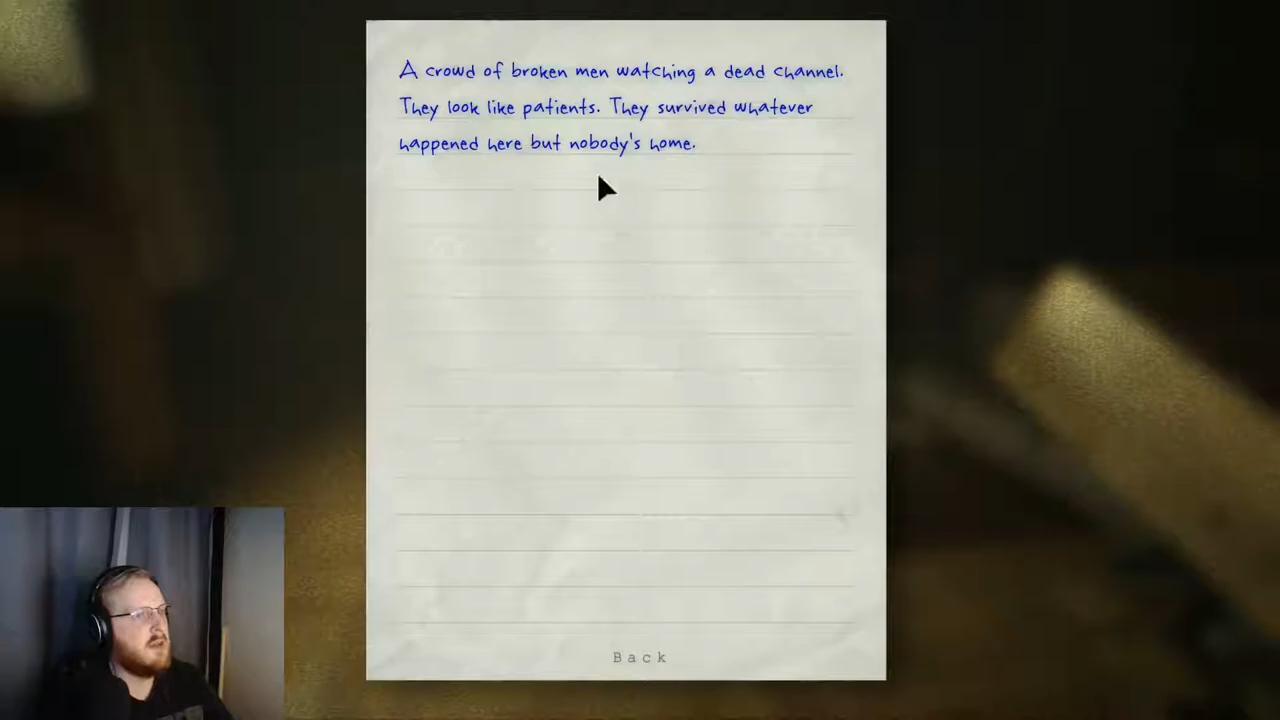 A crowd of broken men watching a dead channel.
They look like patients. They survived whatever
happened here but nobody's home.
Back